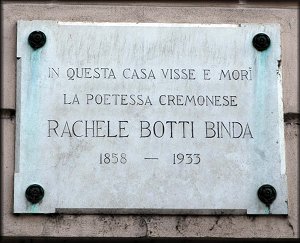 IN QUESTA CASA VISSE E MORÌ
LA POETESSA CREMONESE
RACHELE BOTTI BINDA
1858 — 1933